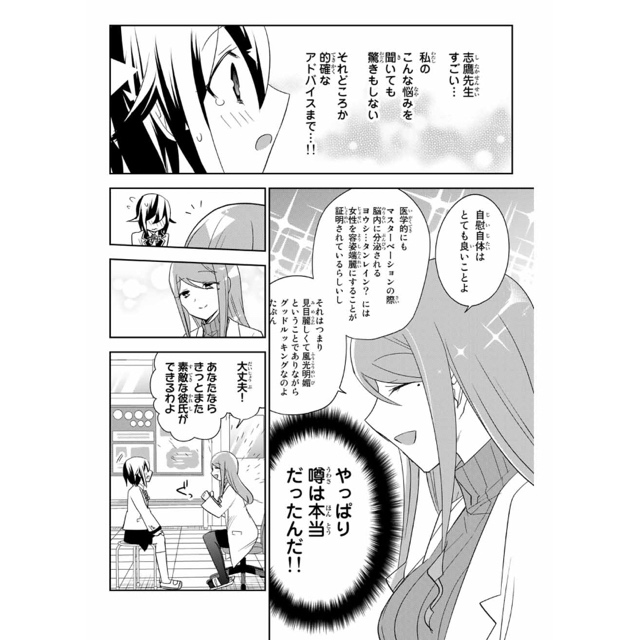 志鷹先生
すごい…
私の
こんな悩みを
聞いても
驚きもしない
それどころか
的確な
アドバイスまで…!!
自慰自体は
とても良いことよ
医学的にも
マスターベーションの際
脳内に分泌される
ヨウシ…タンレイン?には
女性を容姿端麗にすることが
証明されているらしいし
それはつまり
見目麗しくて風光明媚
ということでありながら
グッドルッキングなのよ
たぶん
やっぱり
噂は本当
だったんだ!!
大丈夫!
あなたなら
きっとまた
素敵な彼氏が
できるわよ
ぐっ